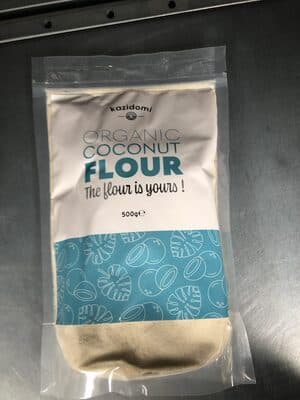 kazidomi
ORGANIC
COCONUT
FLOUR
The flour is yours !
500g℮